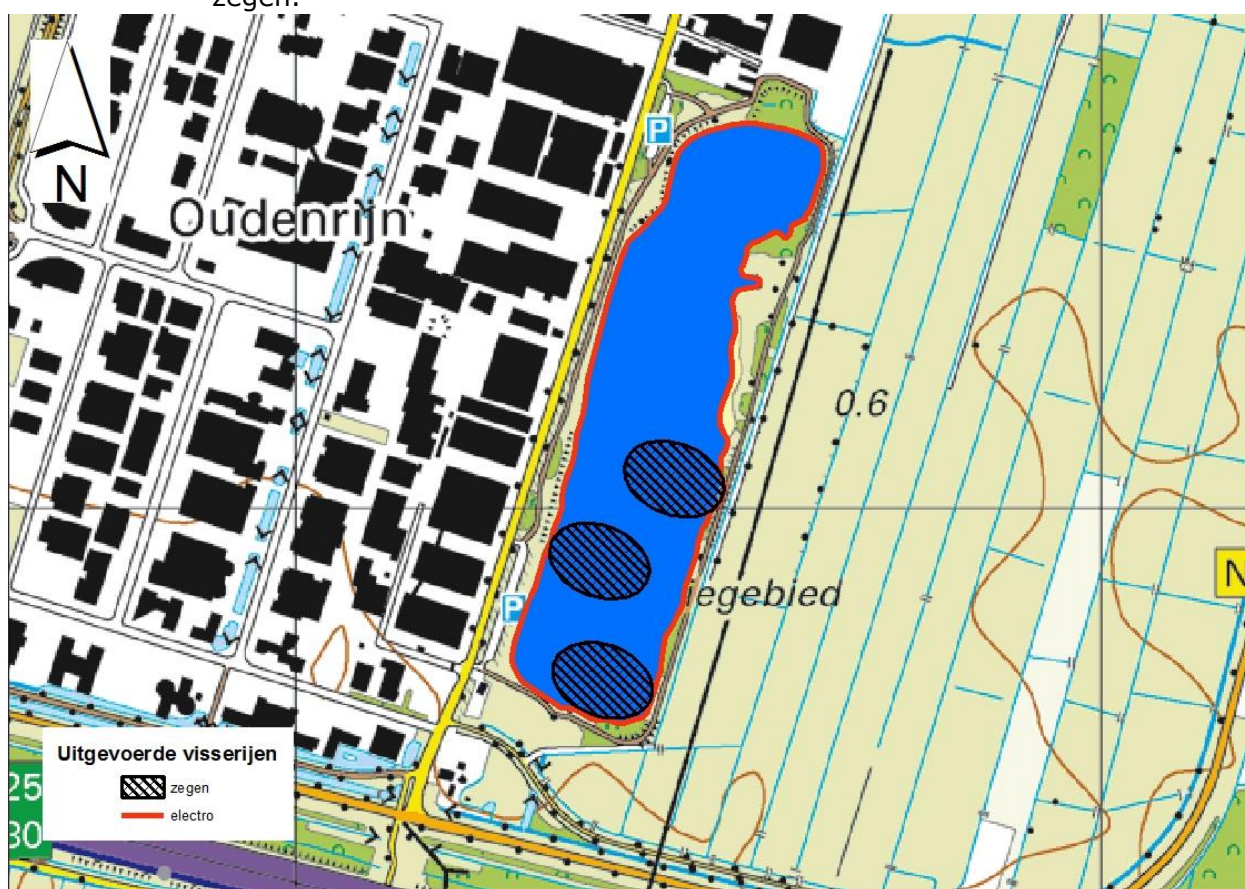 zegen.
N
P
Oudenrijn
0.6
iegebied
N
P
Uitgevoerde visserijen
zegen
electro
25
30